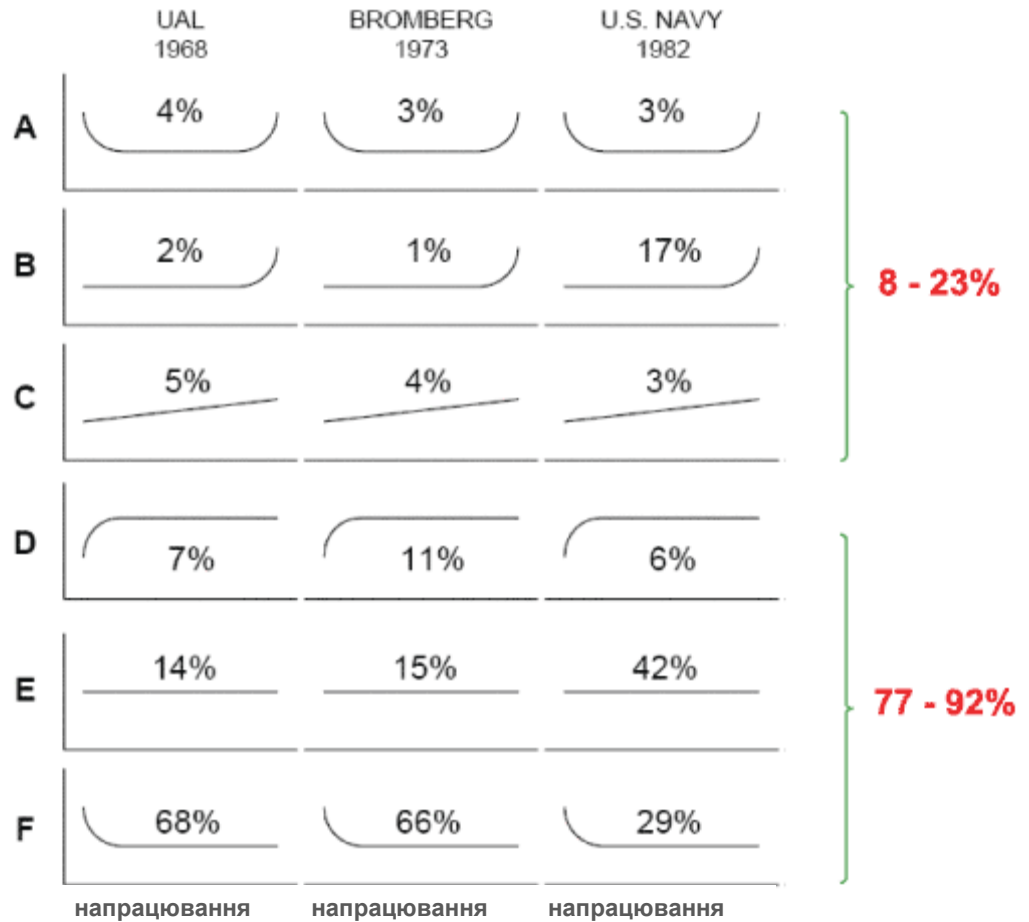 UAL BROMBERG U.S. NAVY
1968 1973 1982
A 4% 3% 3%
B 2% 1% 17%
8 - 23%
C 5% 4% 3%
D 7% 11% 6%
E 14% 15% 42%
77 - 92%
F 68% 66% 29%
напрацювання напрацювання напрацювання